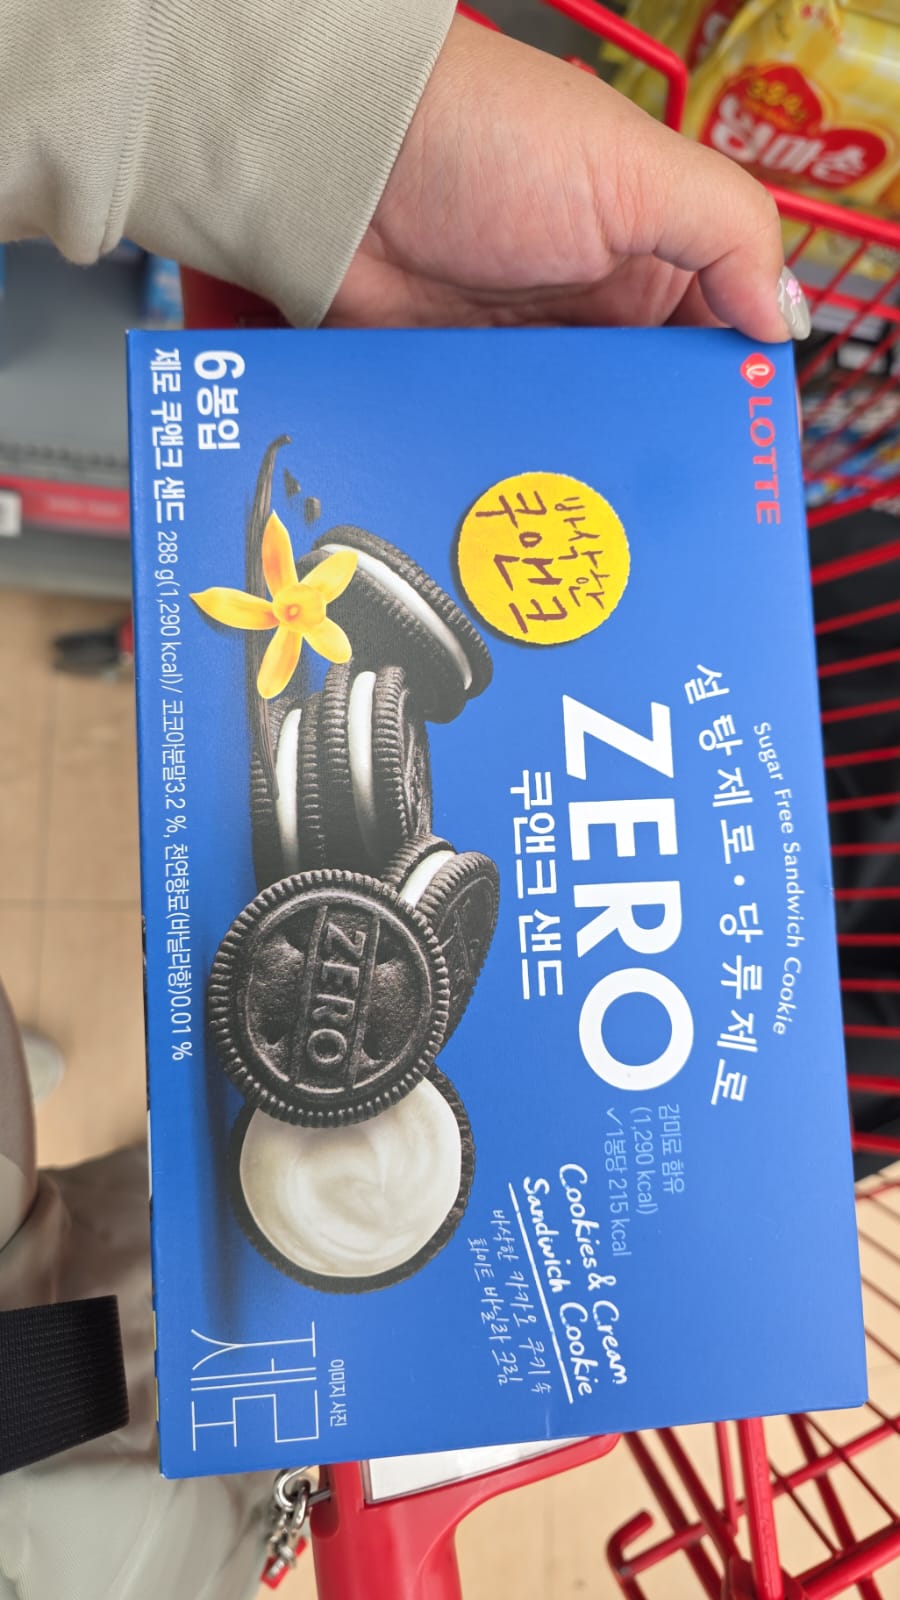 LOTTE
Sugar Free Sandwich Cookie
설탕제로•당류제로
ZERO
쿠앤크 샌드
감미료 함유
(1,290 kcal)
✓1봉당 215 kcal
바삭한
쿠앤크
Cookies & Cream
Sandwich Cookie
바삭한 카카오 쿠키 속
화이트 바닐라 크림
ZERO
6봉입
제로 쿠앤크 샌드 288 g(1,290 kcal)/ 코코아분말3.2 %, 천연향료(바닐라향)0.01 %
이미지 사진
제로
엄마손